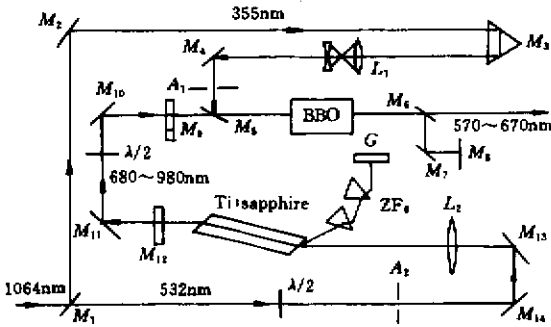 M2
355nm
M3
M4
L1
A1
M10
M9
M5
BBO
M6
570～670nm
M7
M8
λ/2
680～980nm
G
Ti:sapphire
ZF6
M11
M12
L2
M13
1064nm
532nm
λ/2
A2
M1
M14